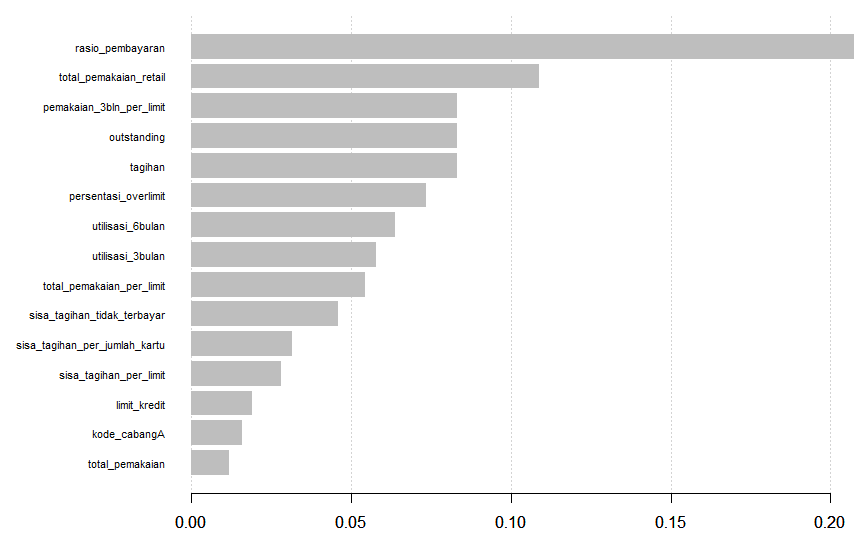 rasio_pembayaran
total_pemakaian_retail
pemakaian_3bln_per_limit
outstanding
tagihan
persentasi_overlimit
utilisasi_6bulan
utilisasi_3bulan
total_pemakaian_per_limit
sisa_tagihan_tidak_terbayar
sisa_tagihan_per_jumlah_kartu
sisa_tagihan_per_limit
limit_kredit
kode_cabangA
total_pemakaian
0.00 0.05 0.10 0.15 0.20